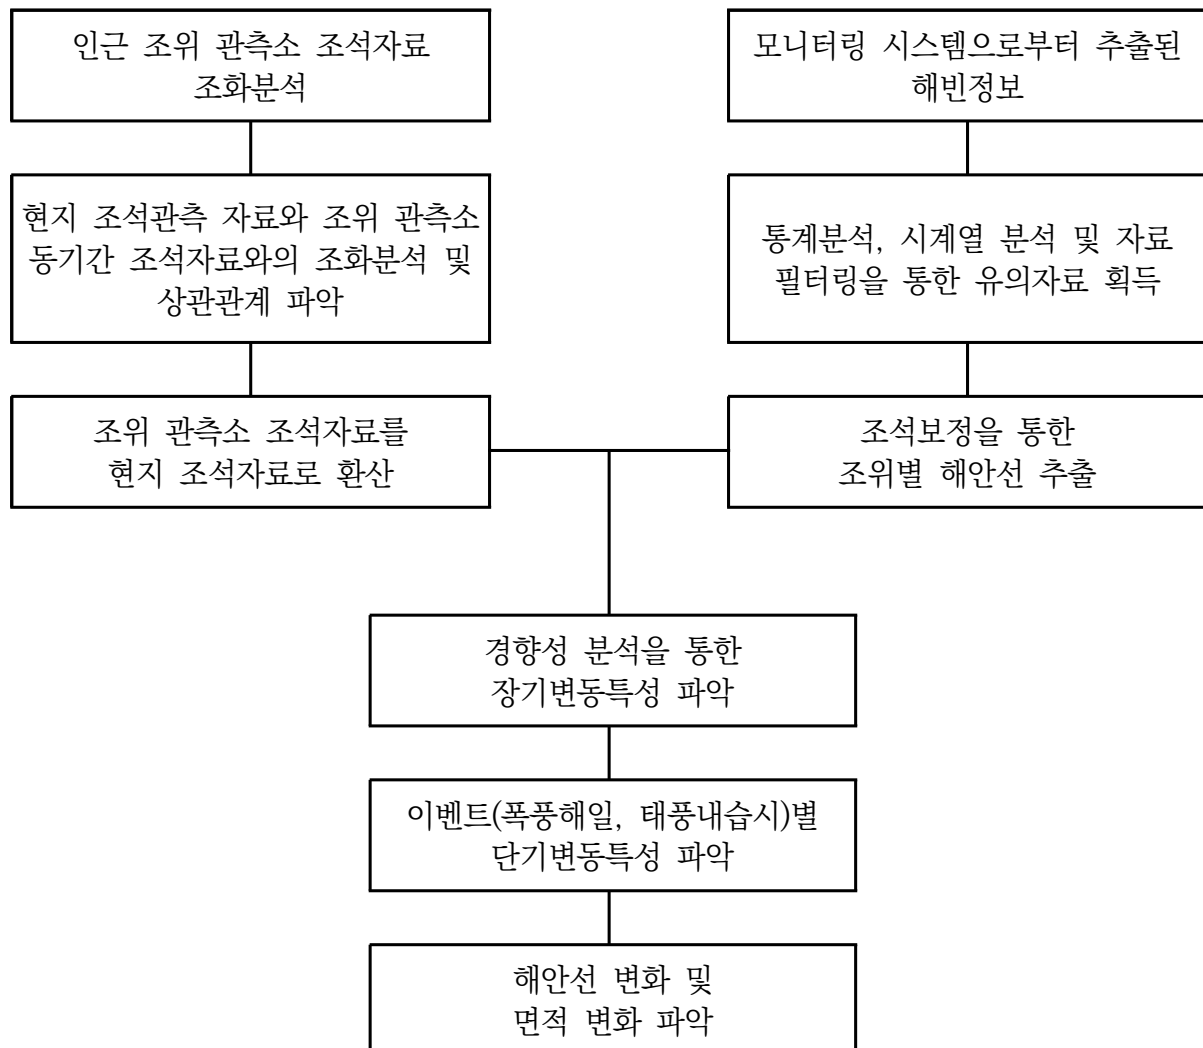 인근 조위 관측소 조석자료
조화분석
모니터링 시스템으로부터 추출된
해빈정보
현지 조석관측 자료와 조위 관측소
동기간 조석자료와의 조화분석 및
상관관계 파악
통계분석, 시계열 분석 및 자료
필터링을 통한 유의자료 획득
조위 관측소 조석자료를
현지 조석자료로 환산
조석보정을 통한
조위별 해안선 추출
경향성 분석을 통한
장기변동특성 파악
이벤트(폭풍해일, 태풍내습시)별
단기변동특성 파악
해안선 변화 및
면적 변화 파악